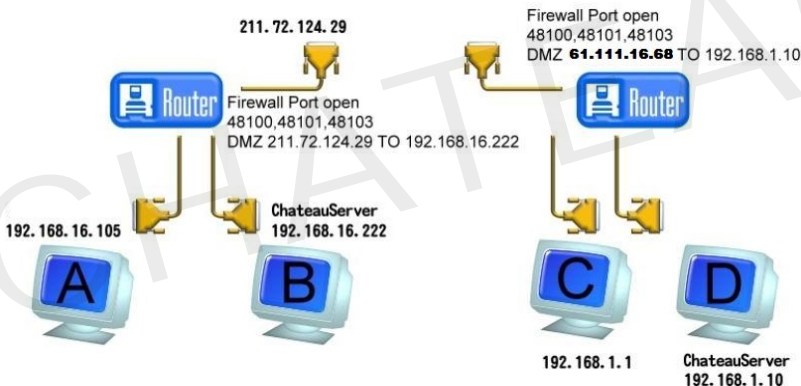 211.72.124.29
Router
Firewall Port open
48100,48101,48103
DMZ 211.72.124.29 TO 192.168.16.222
192.168.16.105
A
ChateauServer
192.168.16.222
B
Firewall Port open
48100,48101,48103
DMZ 61.111.16.68 TO 192.168.1.10
Router
C
192.168.1.1
D
ChateauServer
192.168.1.10
CHATEA